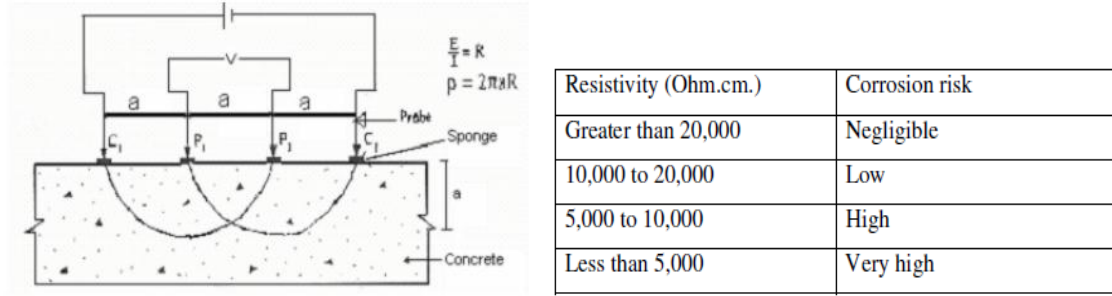 V
E/I = R
p = 2πaR
a a a
Probe
C₁ P₁ P₂ C₁
Sponge
a
Concrete
Resistivity (Ohm.cm.) Corrosion risk
Greater than 20,000 Negligible
10,000 to 20,000 Low
5,000 to 10,000 High
Less than 5,000 Very high